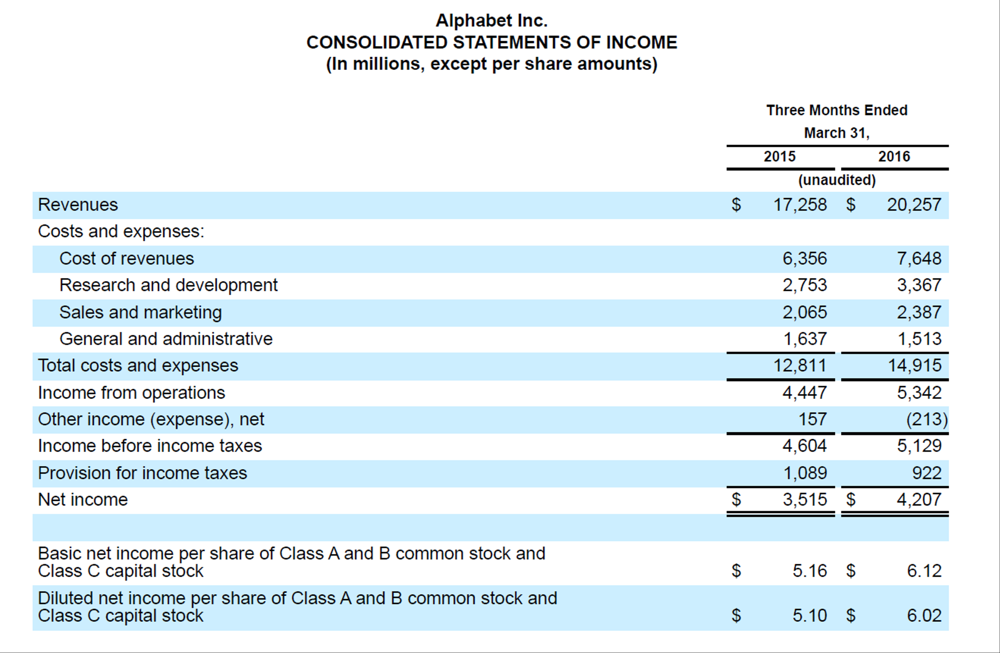 Alphabet Inc.
CONSOLIDATED STATEMENTS OF INCOME
(In millions, except per share amounts)
Three Months Ended
March 31,
2015 2016
(unaudited)
Revenues $ 17,258 $ 20,257
Costs and expenses:
Cost of revenues 6,356 7,648
Research and development 2,753 3,367
Sales and marketing 2,065 2,387
General and administrative 1,637 1,513
Total costs and expenses 12,811 14,915
Income from operations 4,447 5,342
Other income (expense), net 157 (213)
Income before income taxes 4,604 5,129
Provision for income taxes 1,089 922
Net income $ 3,515 $ 4,207
Basic net income per share of Class A and B common stock and
Class C capital stock $ 5.16 $ 6.12
Diluted net income per share of Class A and B common stock and
Class C capital stock $ 5.10 $ 6.02